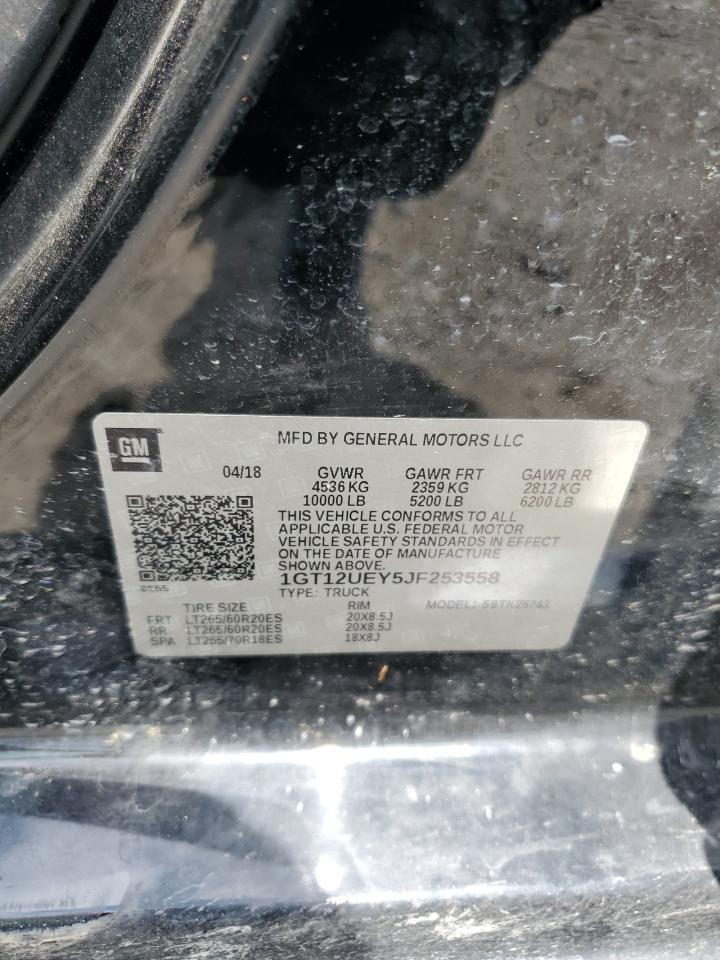 GM
MFD BY GENERAL MOTORS LLC
04/18 GVWR GAWR FRT GAWR RR
4536 KG 2359 KG 2812 KG
10000 LB 5200 LB 6200 LB
THIS VEHICLE CONFORMS TO ALL
APPLICABLE U.S. FEDERAL MOTOR
VEHICLE SAFETY STANDARDS IN EFFECT
ON THE DATE OF MANUFACTURE
SHOWN ABOVE.
1GT12UEY5JF253558
TYPE: TRUCK MODEL:
TIRE SIZE RIM
FRT LT265/60R20ES 20X8.5J
RR LT265/60R20ES 20X8.5J
SPA LT265/70R18ES 18X8J